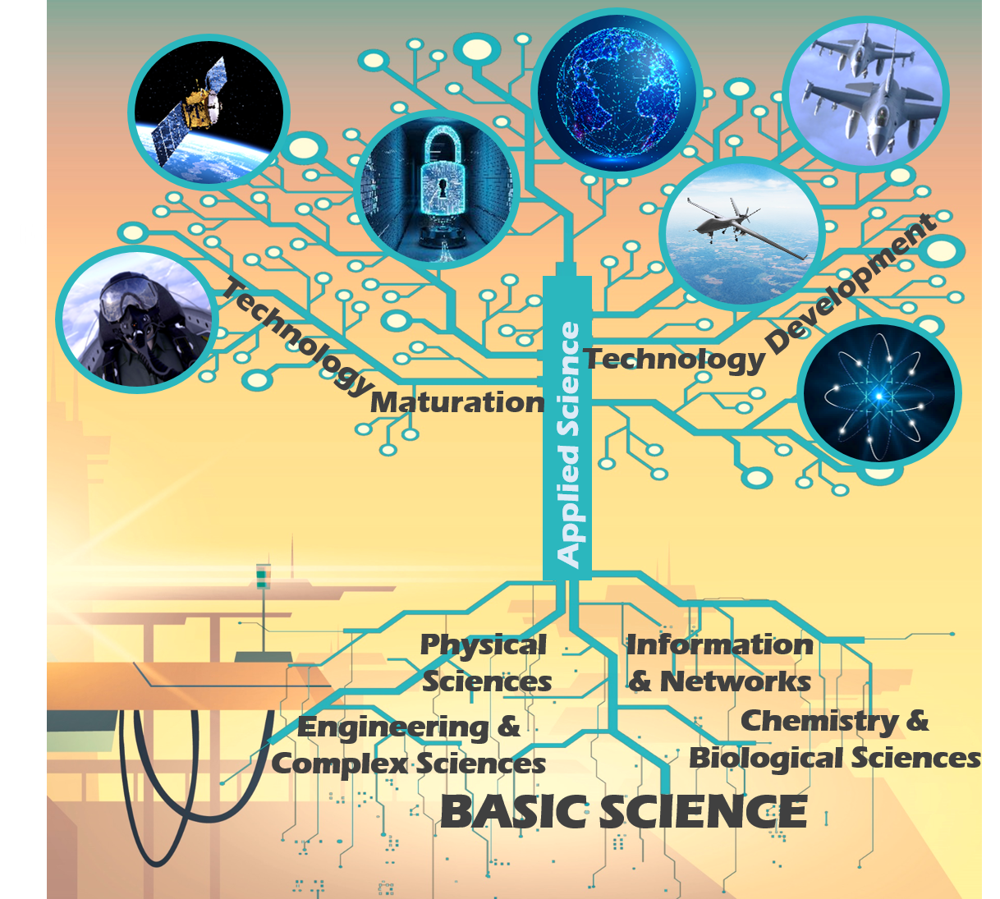 Technology
Maturation
Technology
Development
Applied Science
Physical
Sciences
Information
& Networks
Engineering &
Complex Sciences
Chemistry &
Biological Sciences
BASIC SCIENCE